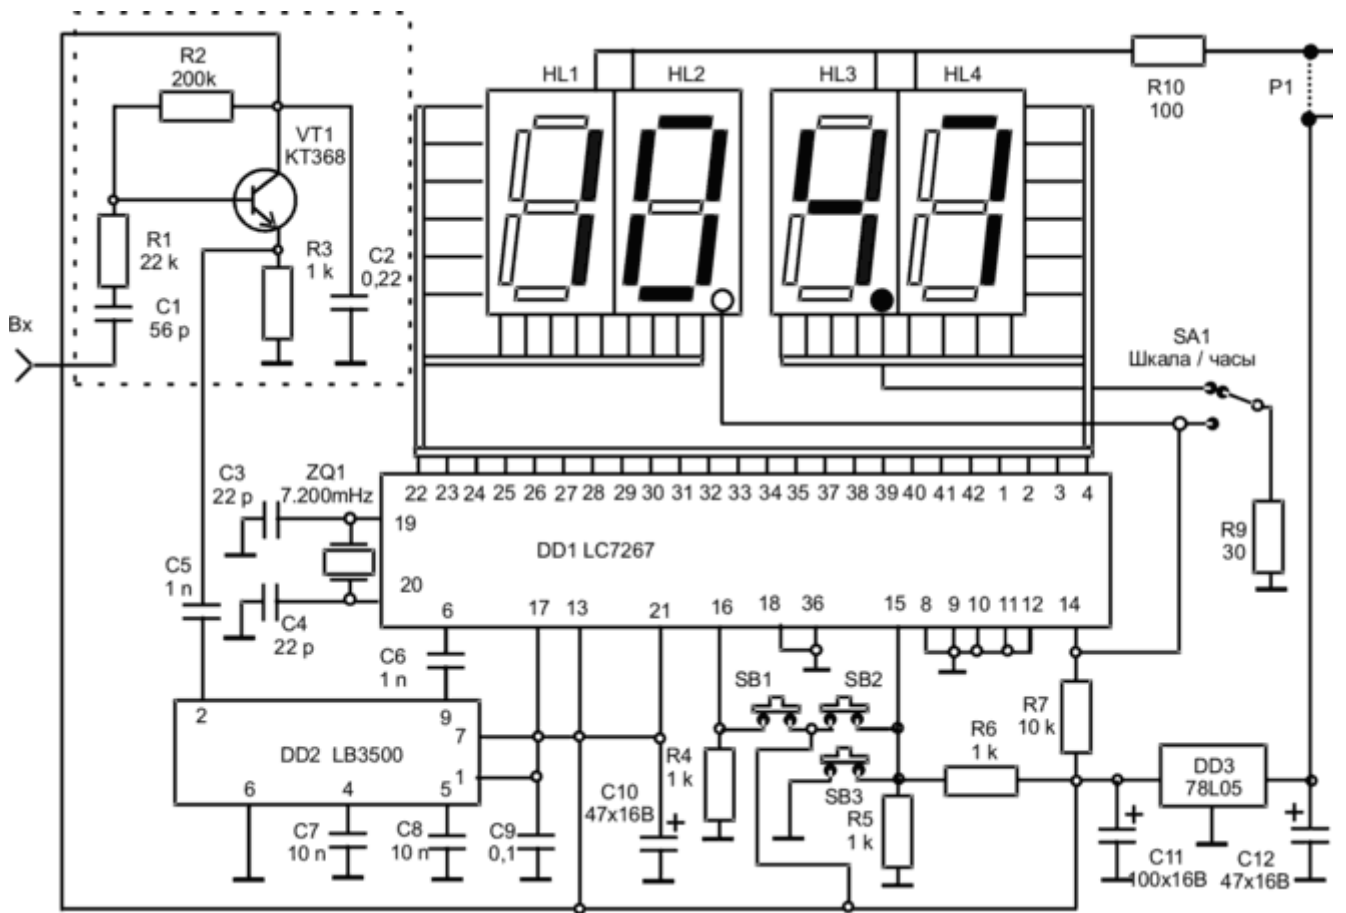 R2
200k
VT1
KT368
R1
22 k
C1
56 p
R3
1 k
C2
0,22
Вх
HL1
HL2
HL3
HL4
R10
100
P1
SA1
Шкала / часы
R9
30
C3
22 p
ZQ1
7.200mHz
C4
22 p
C5
1 n
22 23 24 25 26 27 28 29 30 31 32 33 34 35 37 38 39 40 41 42 1 2 3 4
19
20
DD1 LC7267
6 17 13 21 16 18 36 15 8 9 10 11 12 14
C6
1 n
2 9
7
DD2 LB3500
1
6 4 5
C7
10 n
C8
10 n
C9
0,1
C10
47x16В
+
R4
1 k
SB1
SB2
SB3
R5
1 k
R6
1 k
R7
10 k
DD3
78L05
+
C11
100x16В
+
C12
47x16В